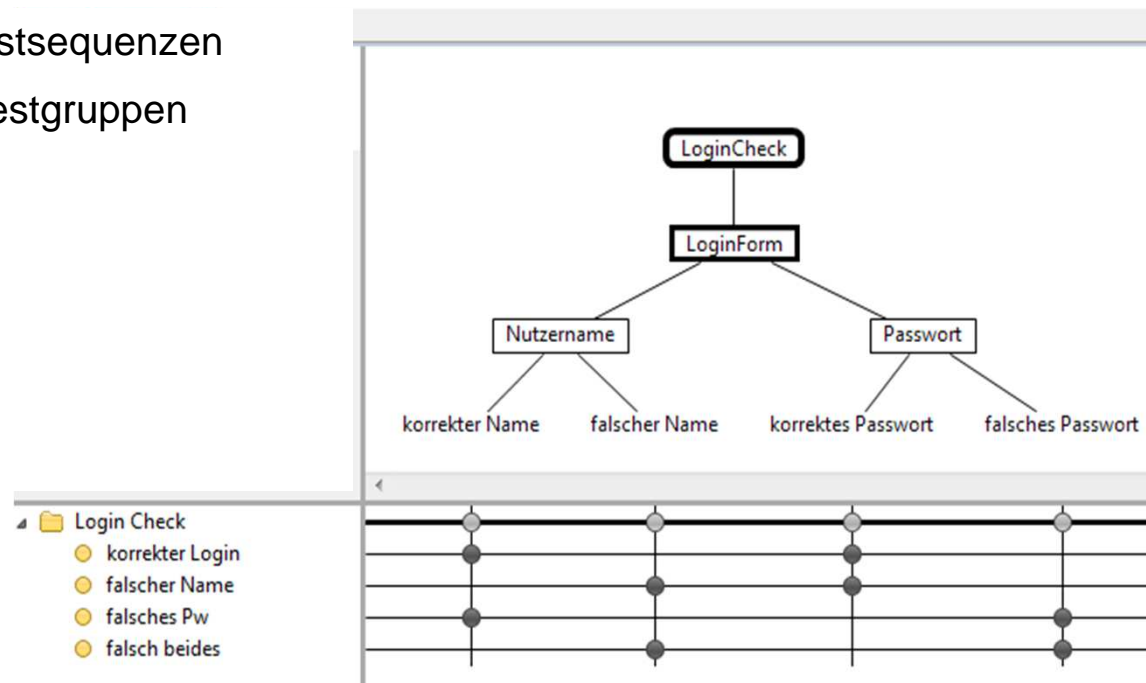 stsequenzen
estgruppen
LoginCheck
LoginForm
Nutzername Passwort
korrekter Name falscher Name korrektes Passwort falsches Passwort
Login Check
korrekter Login
falscher Name
falsches Pw
falsch beides